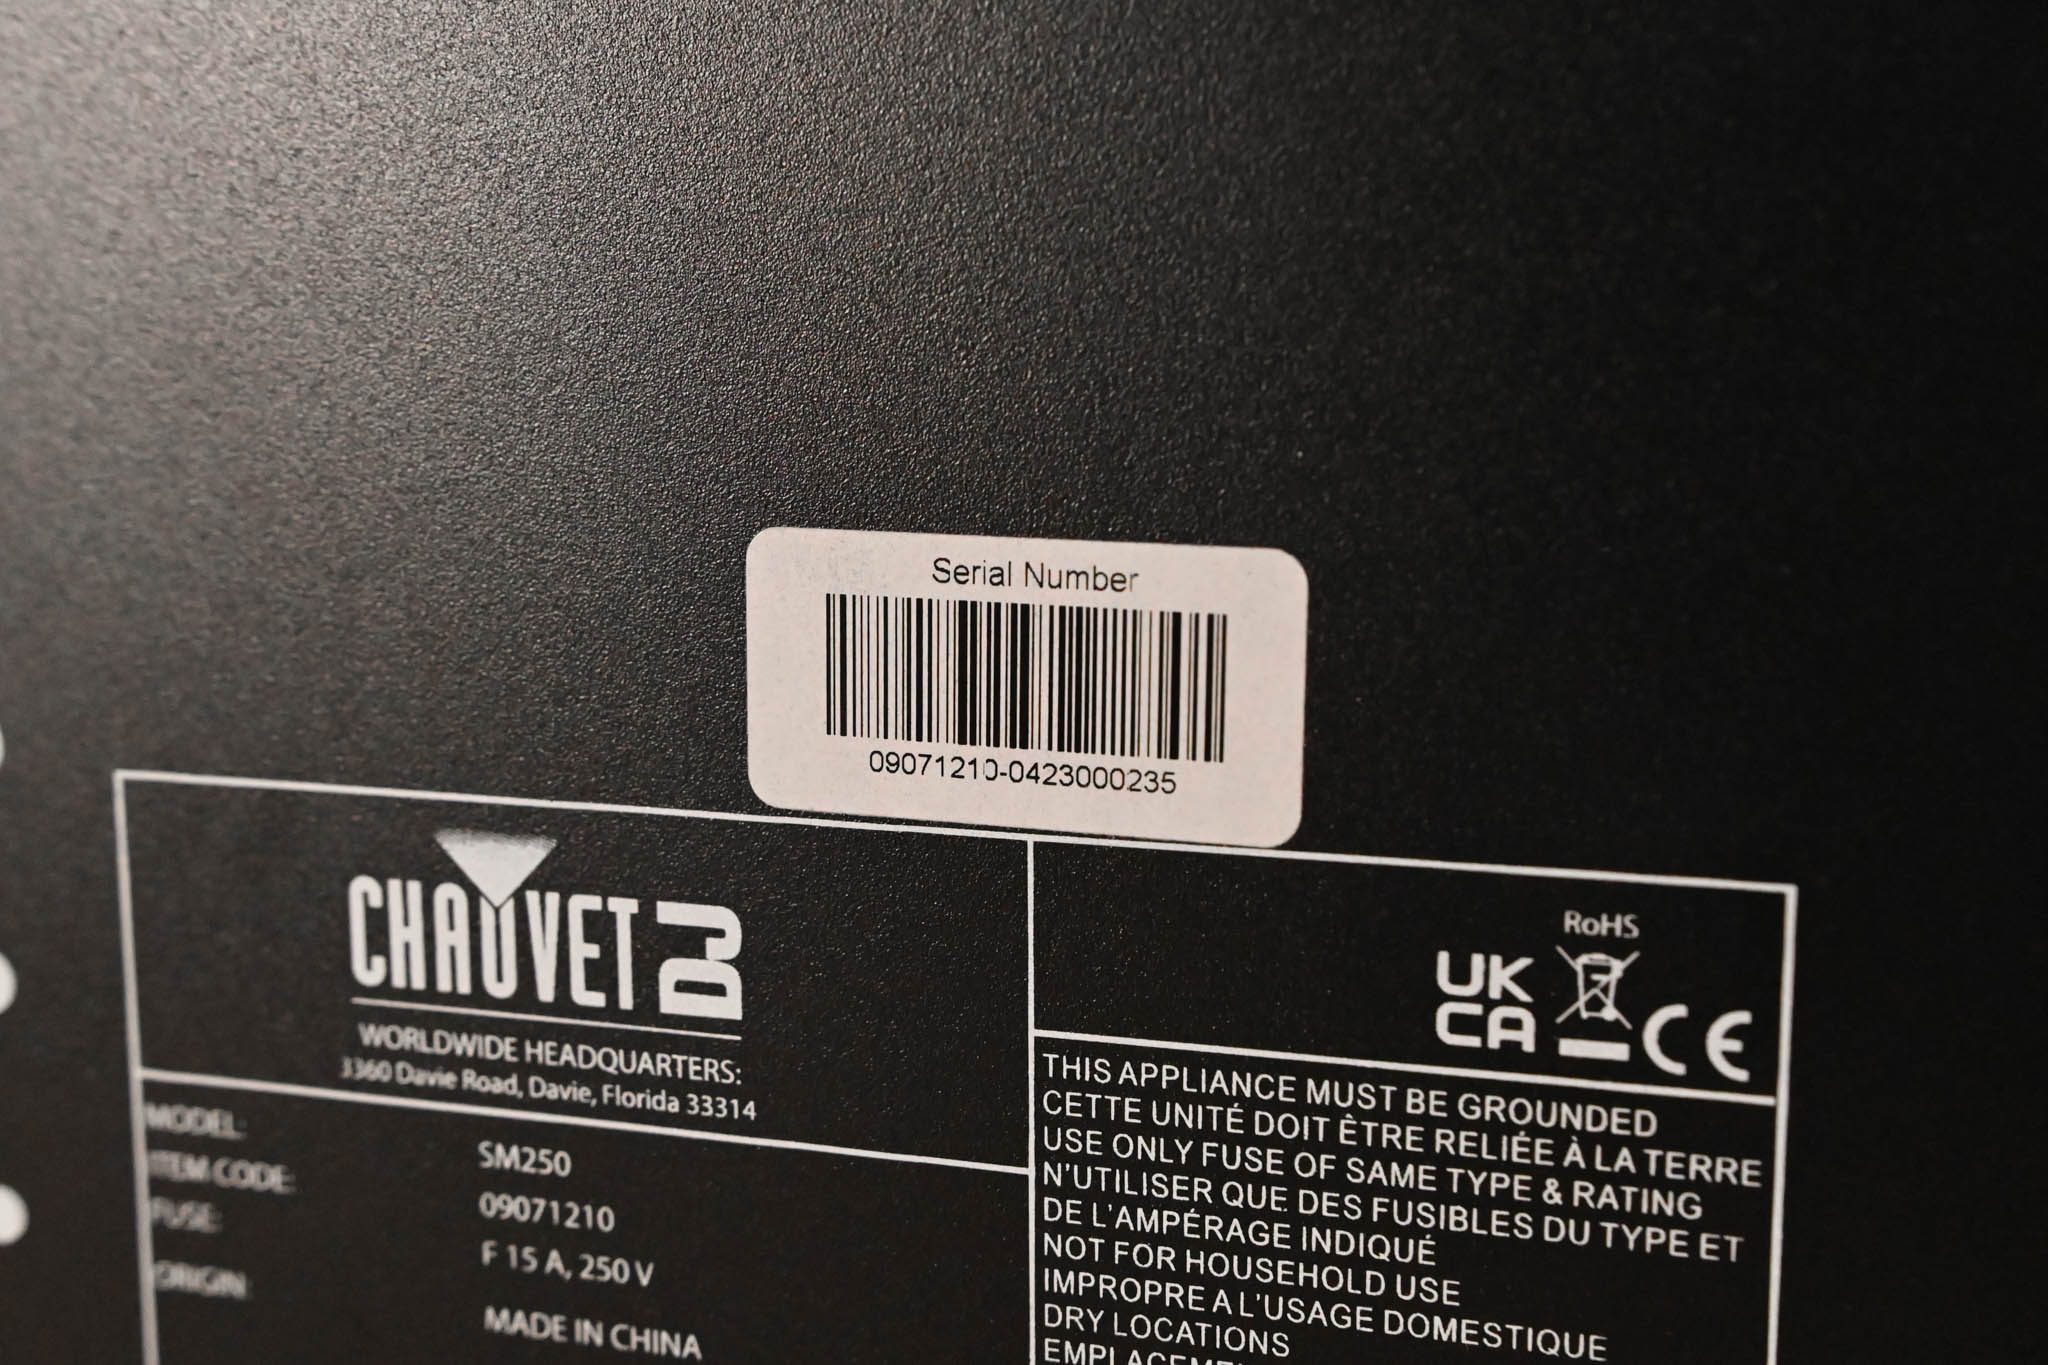 Serial Number
09071210-0423000235
CHAUVET DJ
WORLDWIDE HEADQUARTERS:
3360 Davie Road, Davie, Florida 33314
MODEL: SM250
ITEM CODE: 09071210
FUSE: F 15 A, 250 V
ORIGIN: MADE IN CHINA
RoHS
UK
CA
CE
THIS APPLIANCE MUST BE GROUNDED
CETTE UNITÉ DOIT ÊTRE RELIÉE À LA TERRE
USE ONLY FUSE OF SAME TYPE & RATING
N'UTILISER QUE DES FUSIBLES DU TYPE ET
DE L'AMPÉRAGE INDIQUÉ
NOT FOR HOUSEHOLD USE
IMPROPRE A L'USAGE DOMESTIQUE
DRY LOCATIONS